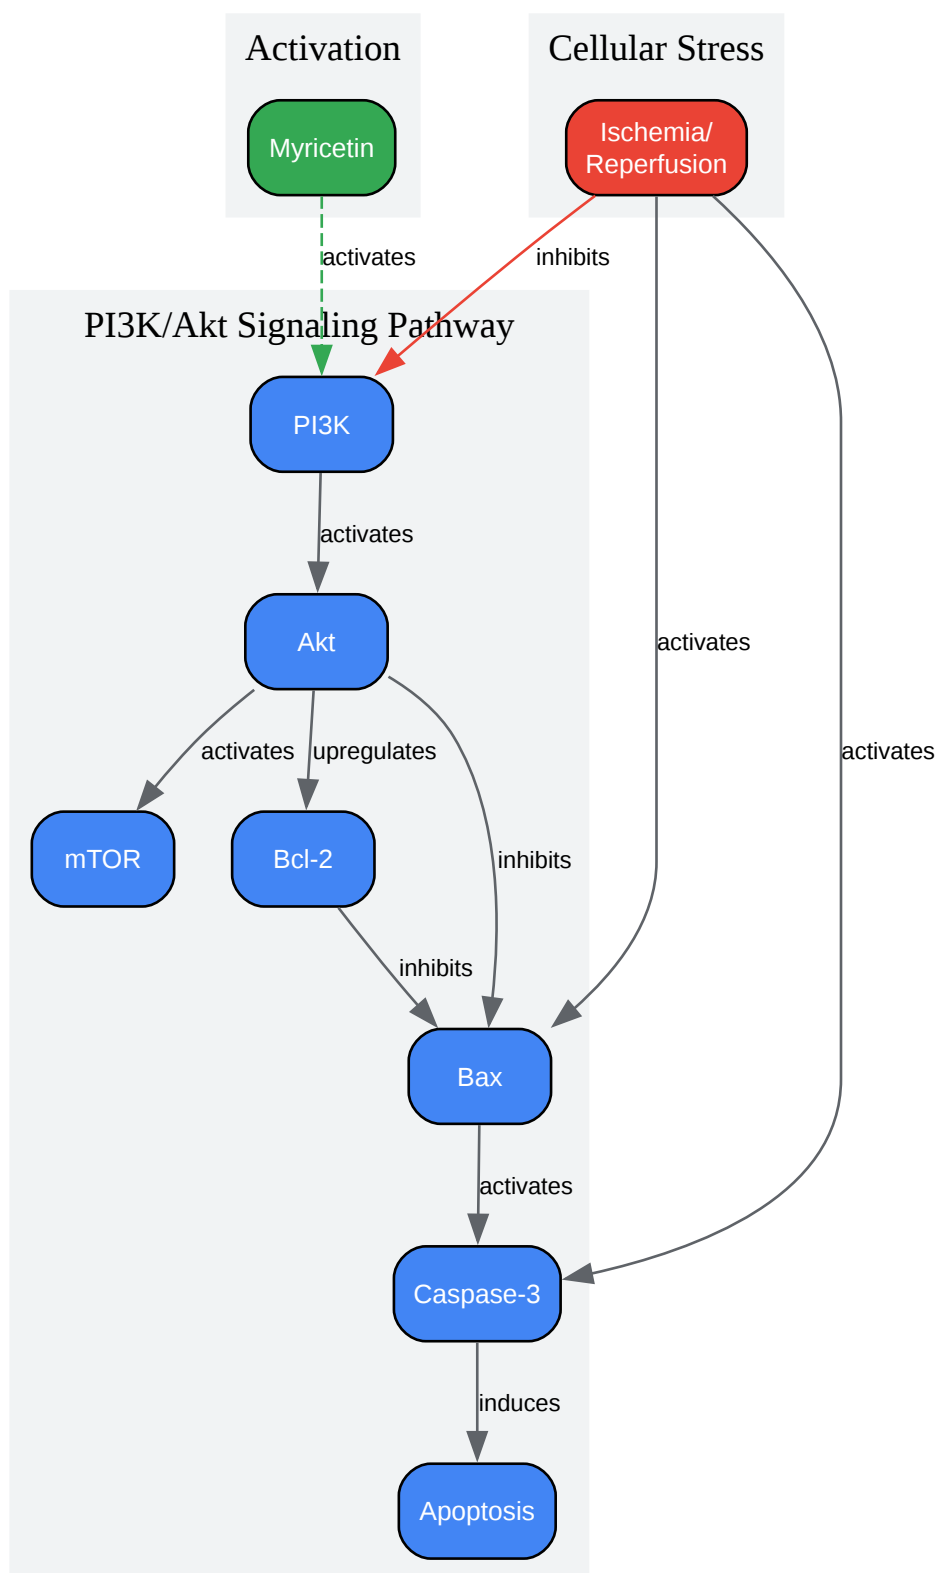 Activation
Cellular Stress
Myricetin
Ischemia/
Reperfusion
activates
inhibits
PI3K/Akt Signaling Pathway
PI3K
activates
Akt
activates
activates
upregulates
activates
mTOR
Bcl-2
inhibits
inhibits
Bax
activates
Caspase-3
induces
Apoptosis